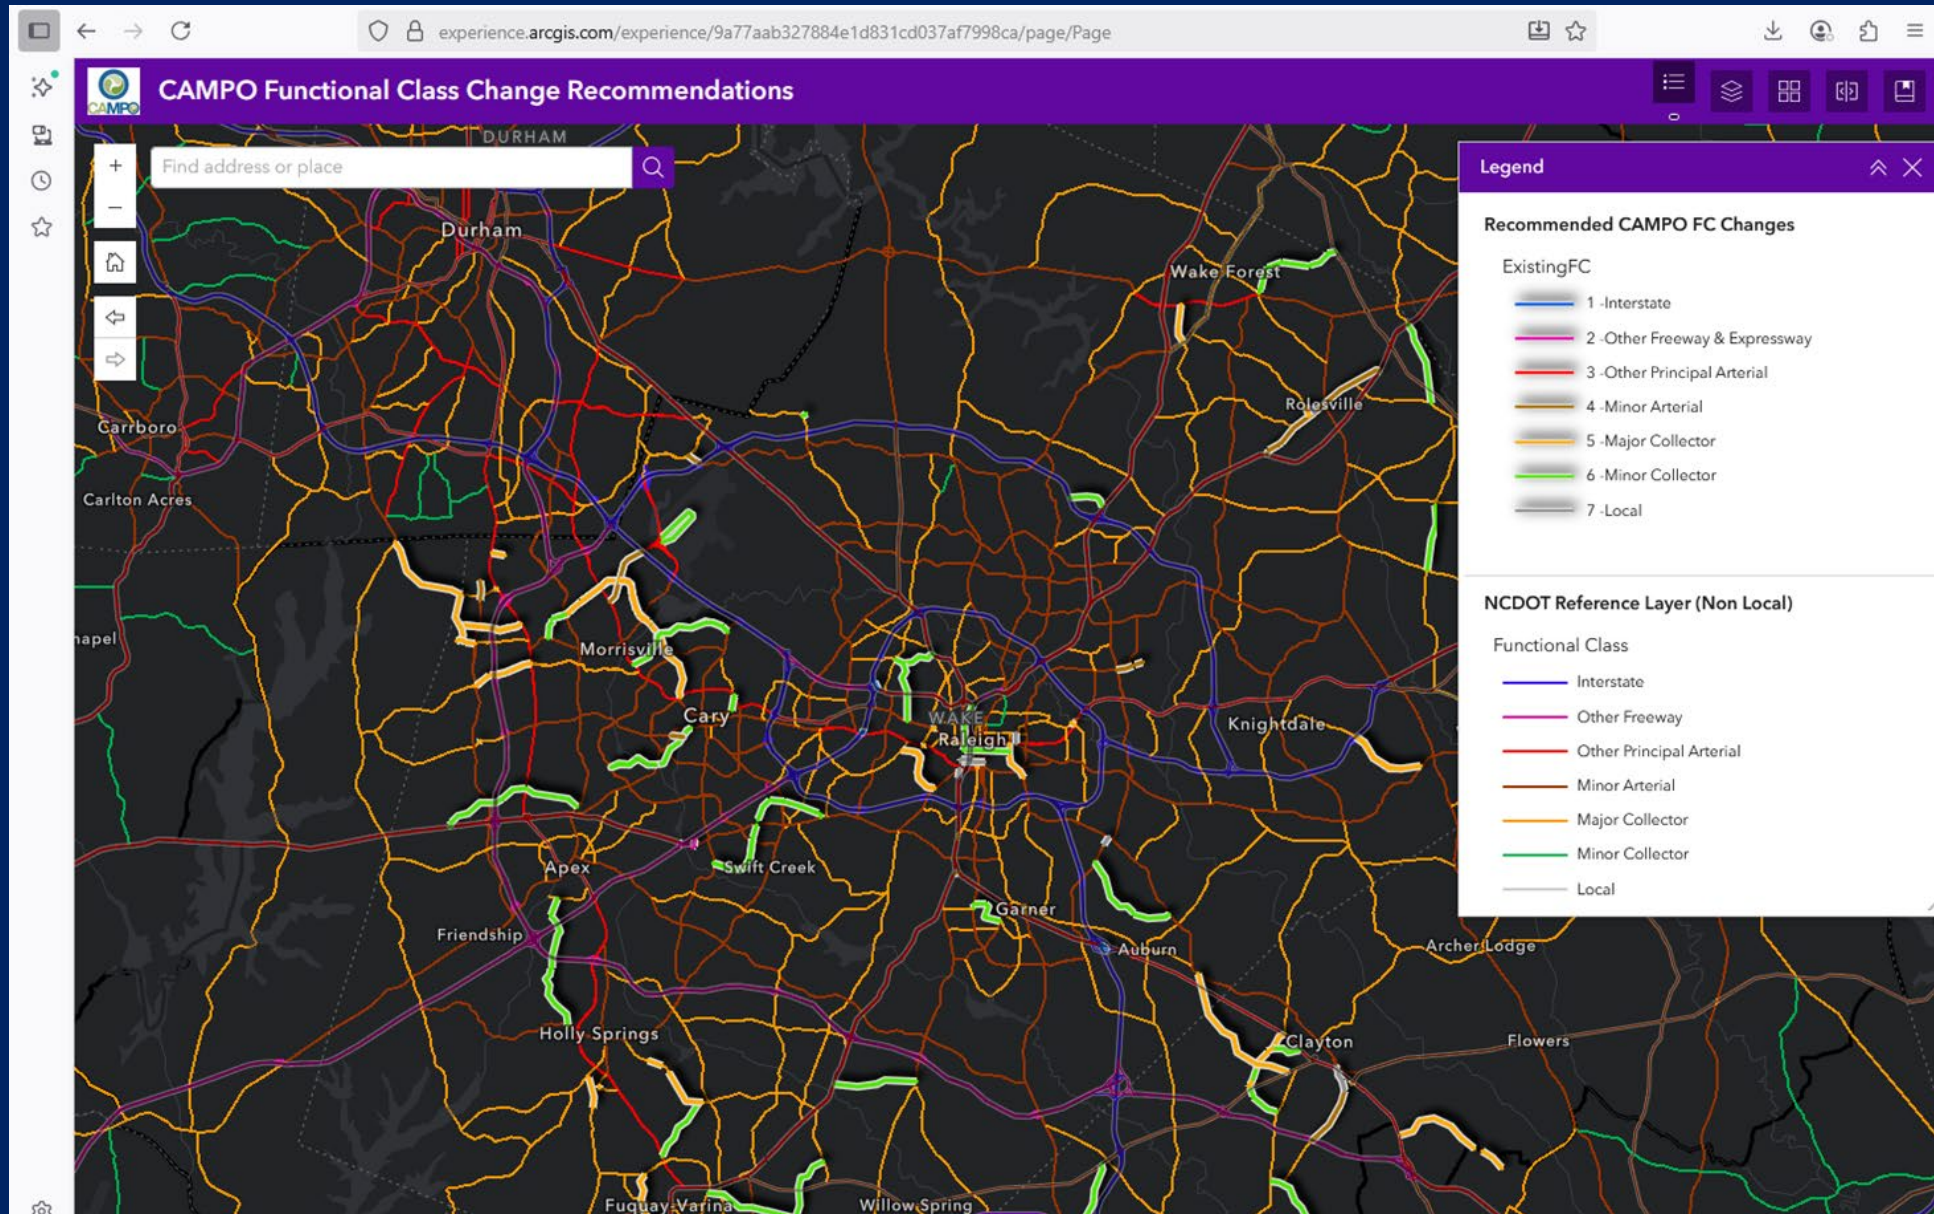 experience.arcgis.com/experience/9a77aab327884e1d831cd037af7998ca/page/Page
CAMPO
CAMPO Functional Class Change Recommendations
Find address or place
Legend
Recommended CAMPO FC Changes
ExistingFC
1 -Interstate
2 -Other Freeway & Expressway
3 -Other Principal Arterial
4 -Minor Arterial
5 -Major Collector
6 -Minor Collector
7 -Local
NCDOT Reference Layer (Non Local)
Functional Class
Interstate
Other Freeway
Other Principal Arterial
Minor Arterial
Major Collector
Minor Collector
Local
DURHAM
Durham
Wake Forest
Rolesville
Carrboro
Carlton Acres
hapel
Morrisville
Cary
WAKE
Raleigh
Knightdale
Apex
Swift Creek
Garner
Friendship
Auburn
Archer Lodge
Holly Springs
Clayton
Flowers
Fuquay-Varina
Willow Spring